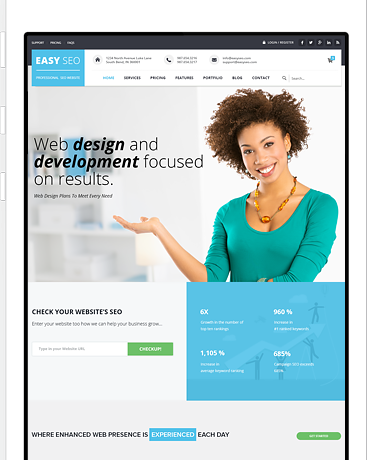 SUPPORT PRICING FAQS
LOGIN / REGISTER
EASY SEO
PROFESSIONAL SEO WEBSITE
1234 North Avenue Luke Lane
South Bend, IN 360001
987.654.3210
987.654.3217
info@easyseo.com
support@easyseo.com
HOME SERVICES PRICING FEATURES PORTFOLIO BLOG CONTACT
Search...
Web design and
development focused
on results.
Web Design Plans To Meet Every Need
CHECK YOUR WEBSITE'S SEO
Enter your website too how we can help your business grow...
Type in your Website URL
CHECKUP!
6X
Growth in the number of
top ten rankings
960 %
Increase in
#1 ranked keywords
1,105 %
Increase in
average keyword ranking
685%
Campaign SEO success
WHERE ENHANCED WEB PRESENCE IS EXPERIENCED EACH DAY
GET STARTED